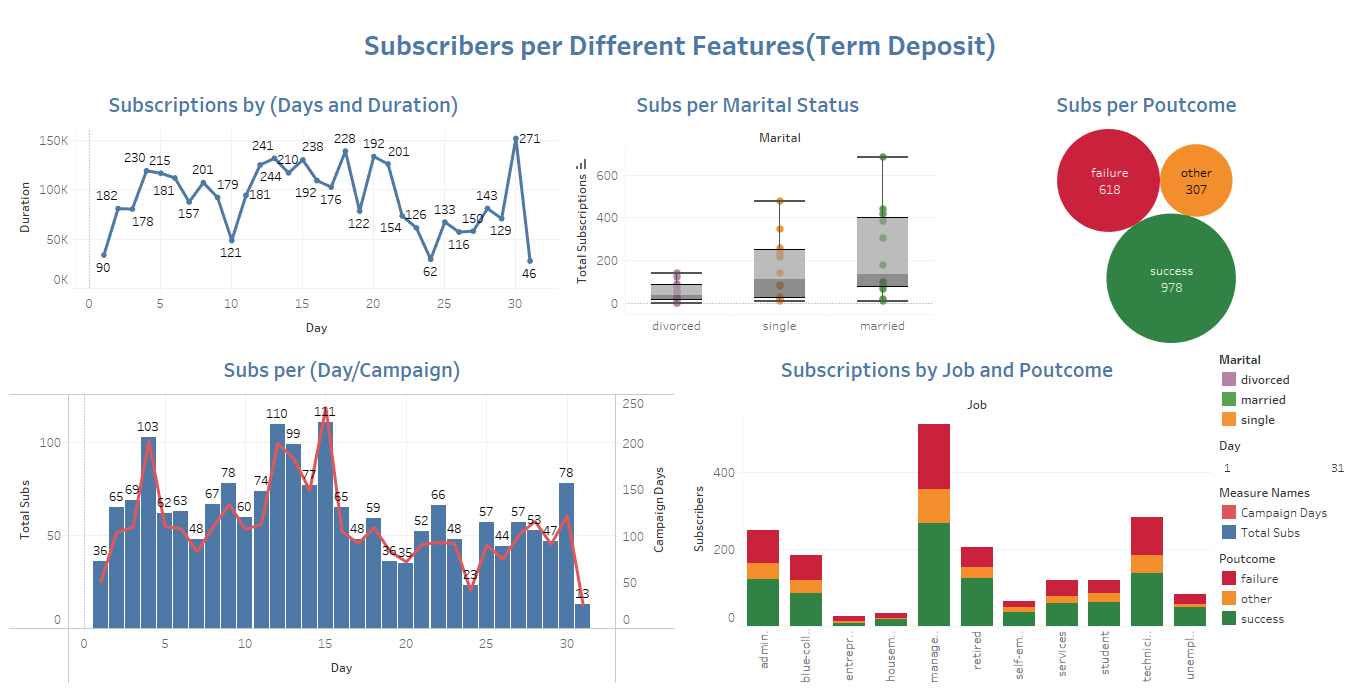 Subscribers per Different Features(Term Deposit)
Subscriptions by (Days and Duration)
150K
100K
50K
0K
Duration
90
182
178
230
215
181
157
201
179
121
181
241
244
210
238
192
176
228
122
192
201
154
126
62
133
116
150
143
129
271
46
0
5
10
15
20
25
30
Day
Subs per Marital Status
Marital
600
400
200
0
Total Subscriptions
divorced
single
married
Subs per Poutcome
failure
618
other
307
success
978
Subs per (Day/Campaign)
100
50
0
Total Subs
36
65
69
103
62
63
48
67
78
60
74
110
99
77
111
65
48
59
36
35
52
66
48
23
57
44
57
53
47
78
13
250
200
150
100
50
0
Campaign Days
0
5
10
15
20
25
30
Day
Subscriptions by Job and Poutcome
Job
400
200
0
Subscribers
admin.
blue-coll..
entrepr..
housem..
manage..
retired
self-em..
services
student
technici..
unempl..
Marital
divorced
married
single
Day
1 31
Measure Names
Campaign Days
Total Subs
Poutcome
failure
other
success